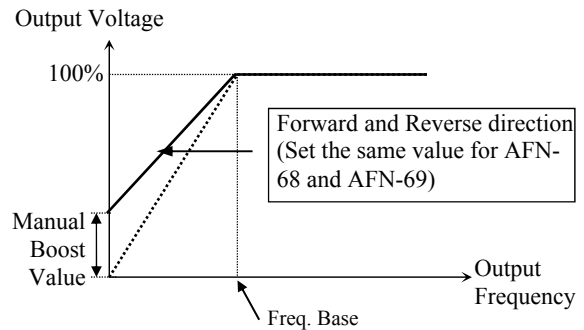 Output Voltage
100%
Forward and Reverse direction
(Set the same value for AFN-
68 and AFN-69)
Manual
Boost
Value
Output
Frequency
Freq. Base